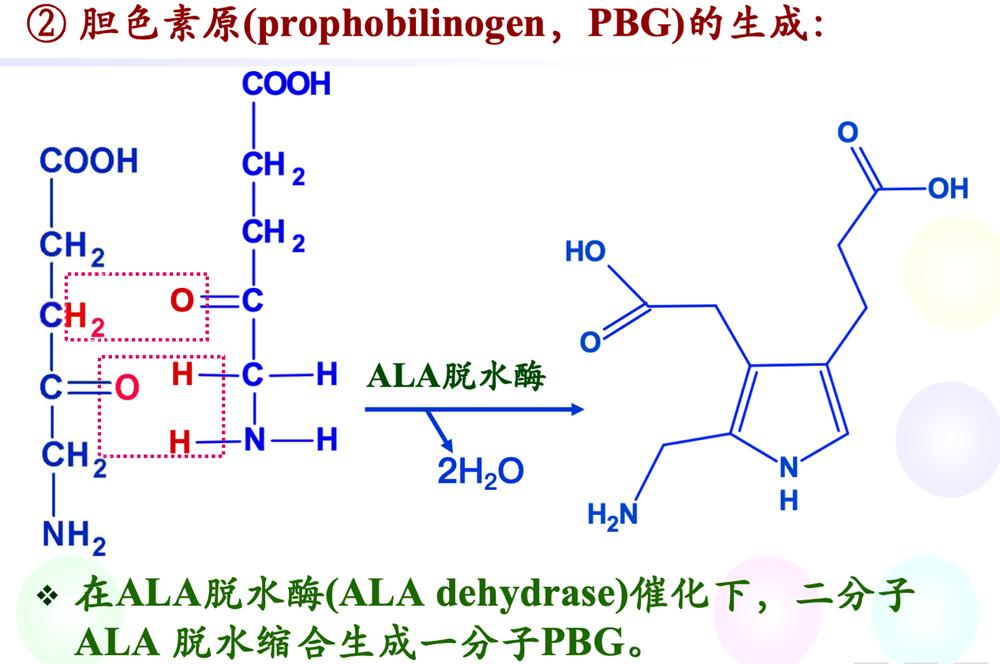 ② 胆色素原(prophobilinogen，PBG)的生成：
COOH
CH2
CH2
C=O
CH2
NH2
COOH
CH2
CH2
O=C
H-C-H
H-N-H
ALA脱水酶
2H₂O
O
OH
HO
O
N
H
H₂N
❖ 在ALA脱水酶(ALA dehydrase)催化下，二分子
ALA 脱水缩合生成一分子PBG。